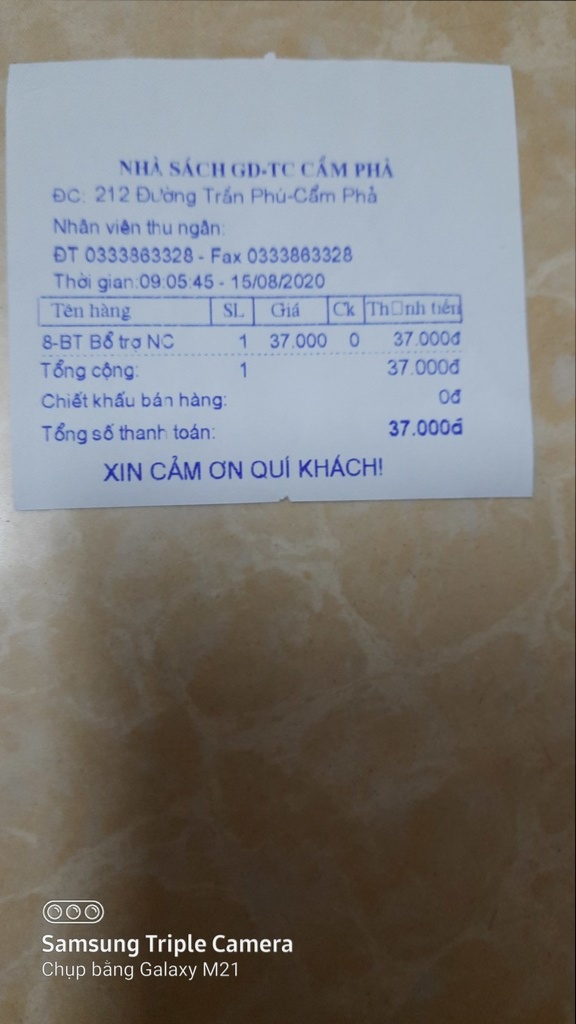 NHÀ SÁCH GD-TC CẨM PHẢ
ĐC: 212 Đường Trần Phú-Cẩm Phả
Nhân viên thu ngân:
ĐT 0333863328 - Fax 0333863328
Thời gian:09:05:45 - 15/08/2020
Tên hàng SL Giá Ck Th□nh tiền
8-BT Bổ trợ NC 1 37.000 0 37.000đ
Tổng cộng: 1 37.000đ
Chiết khấu bán hàng: 0đ
Tổng số thanh toán: 37.000đ
XIN CẢM ƠN QUÍ KHÁCH!
Samsung Triple Camera
Chụp bằng Galaxy M21